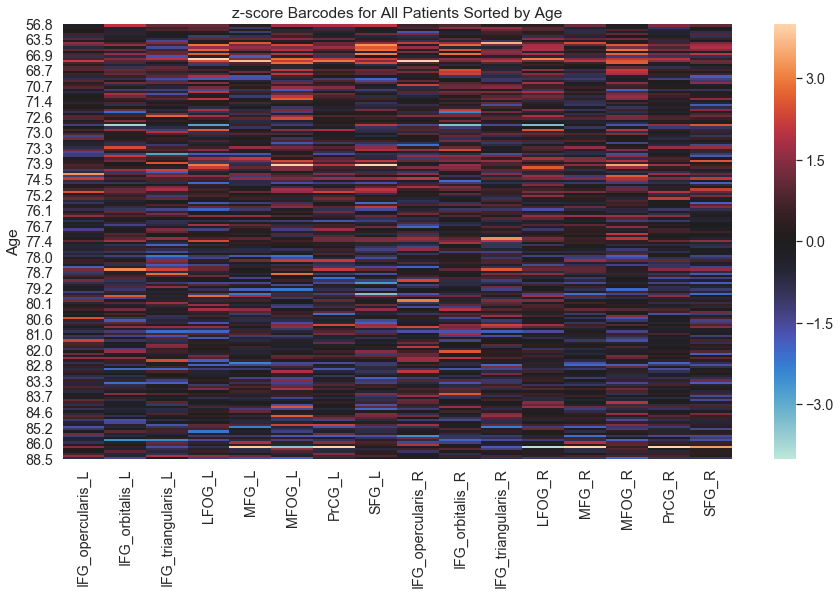 z-score Barcodes for All Patients Sorted by Age
Age
56.8
63.5
66.9
68.7
70.7
71.4
72.6
73.0
73.3
73.9
74.5
75.2
76.1
76.7
77.4
78.0
78.7
79.2
80.1
80.6
81.0
82.0
82.8
83.3
83.7
84.6
85.2
86.0
88.5
IFG_opercularis_L
IFG_orbitalis_L
IFG_triangularis_L
LFOG_L
MFG_L
MFOG_L
PrCG_L
SFG_L
IFG_opercularis_R
IFG_orbitalis_R
IFG_triangularis_R
LFOG_R
MFG_R
MFOG_R
PrCG_R
SFG_R
3.0
1.5
0.0
-1.5
-3.0